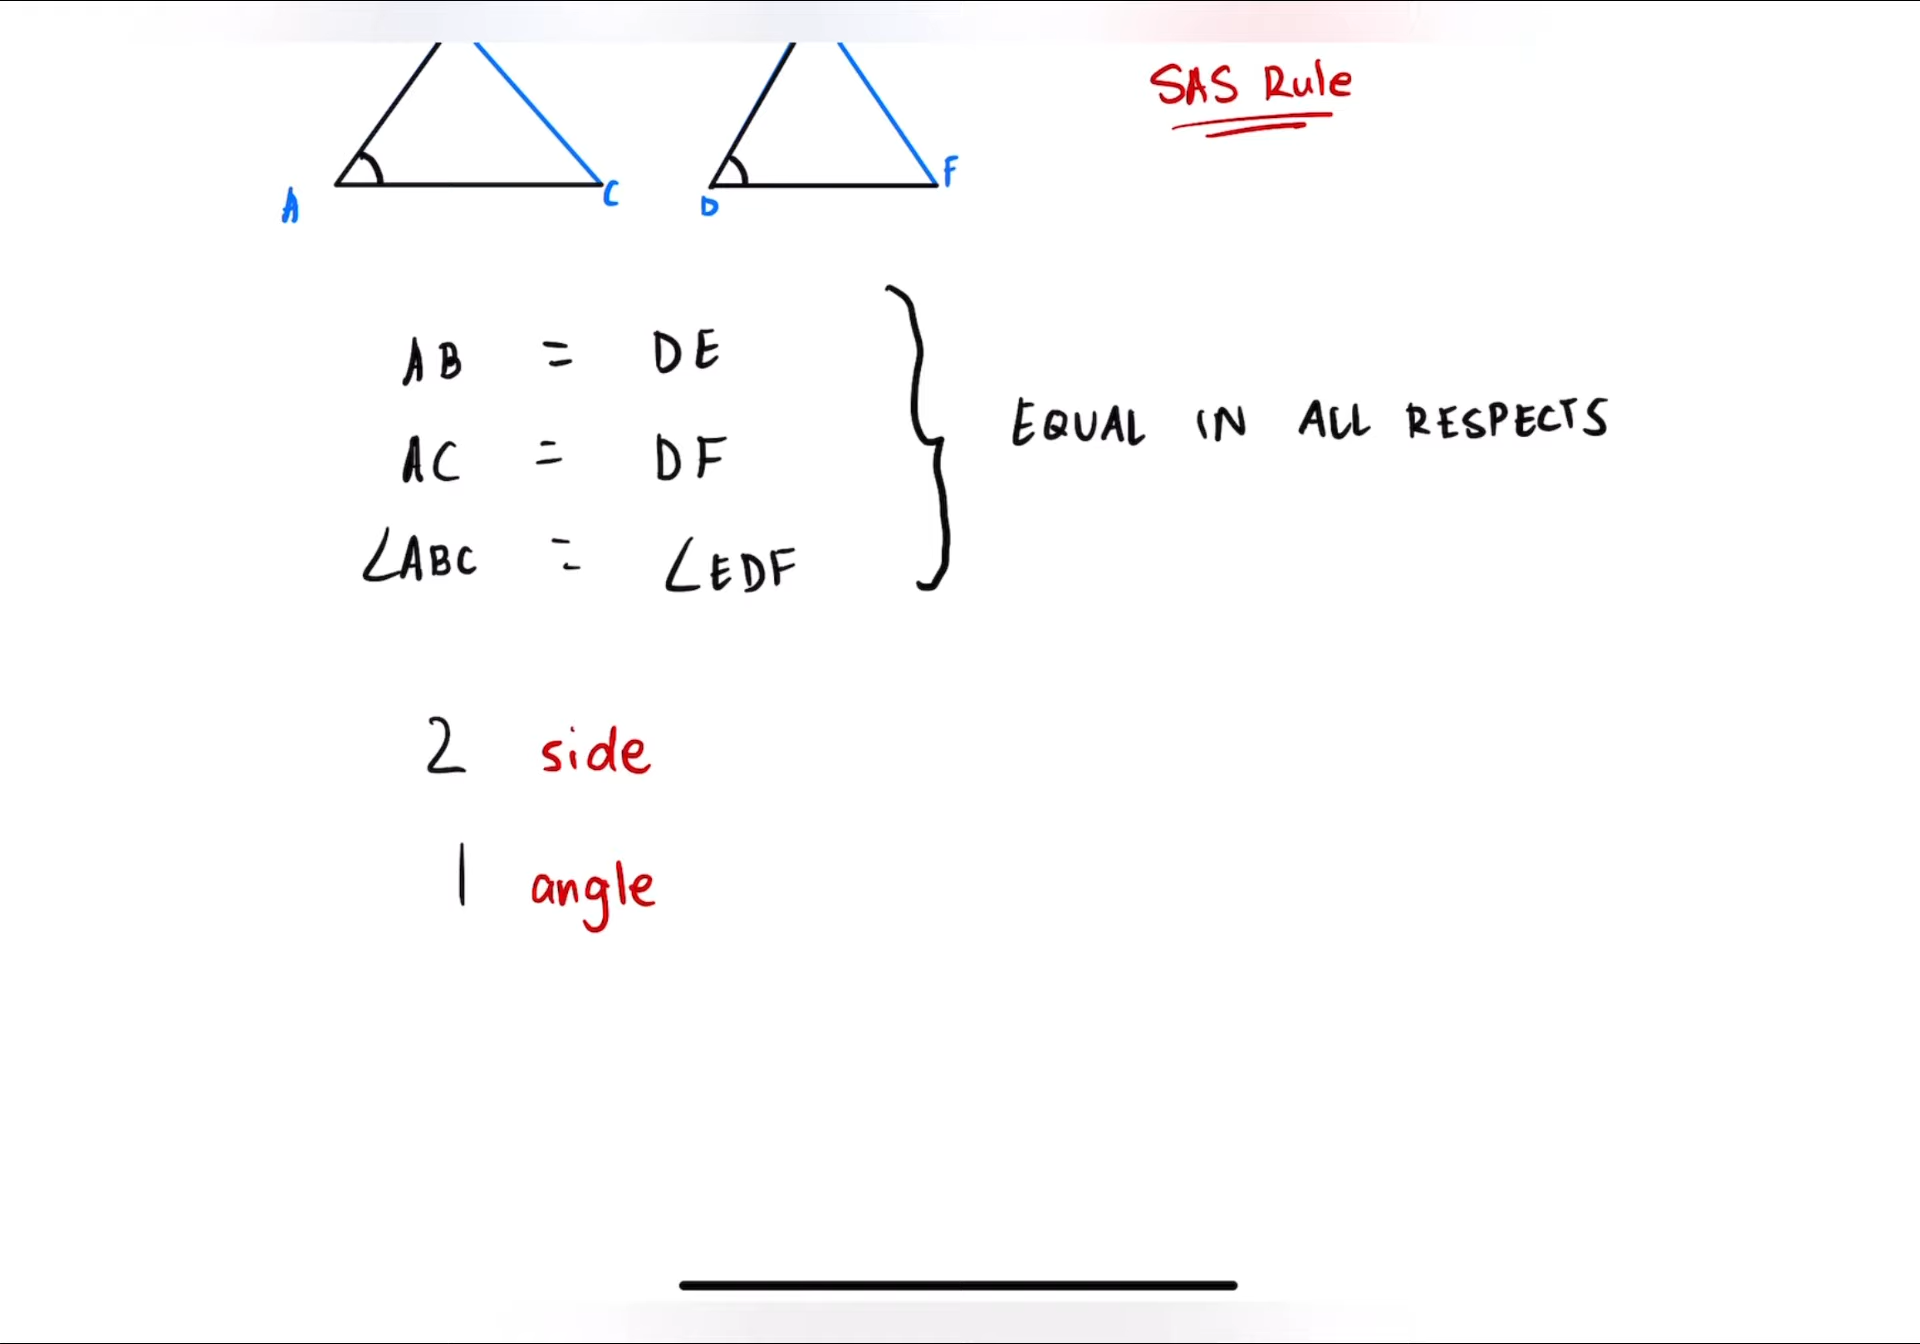 SAS Rule
A C D F
AB = DE
AC = DF
EQUAL IN ALL RESPECTS
∠ABC = ∠EDF
2 side
1 angle